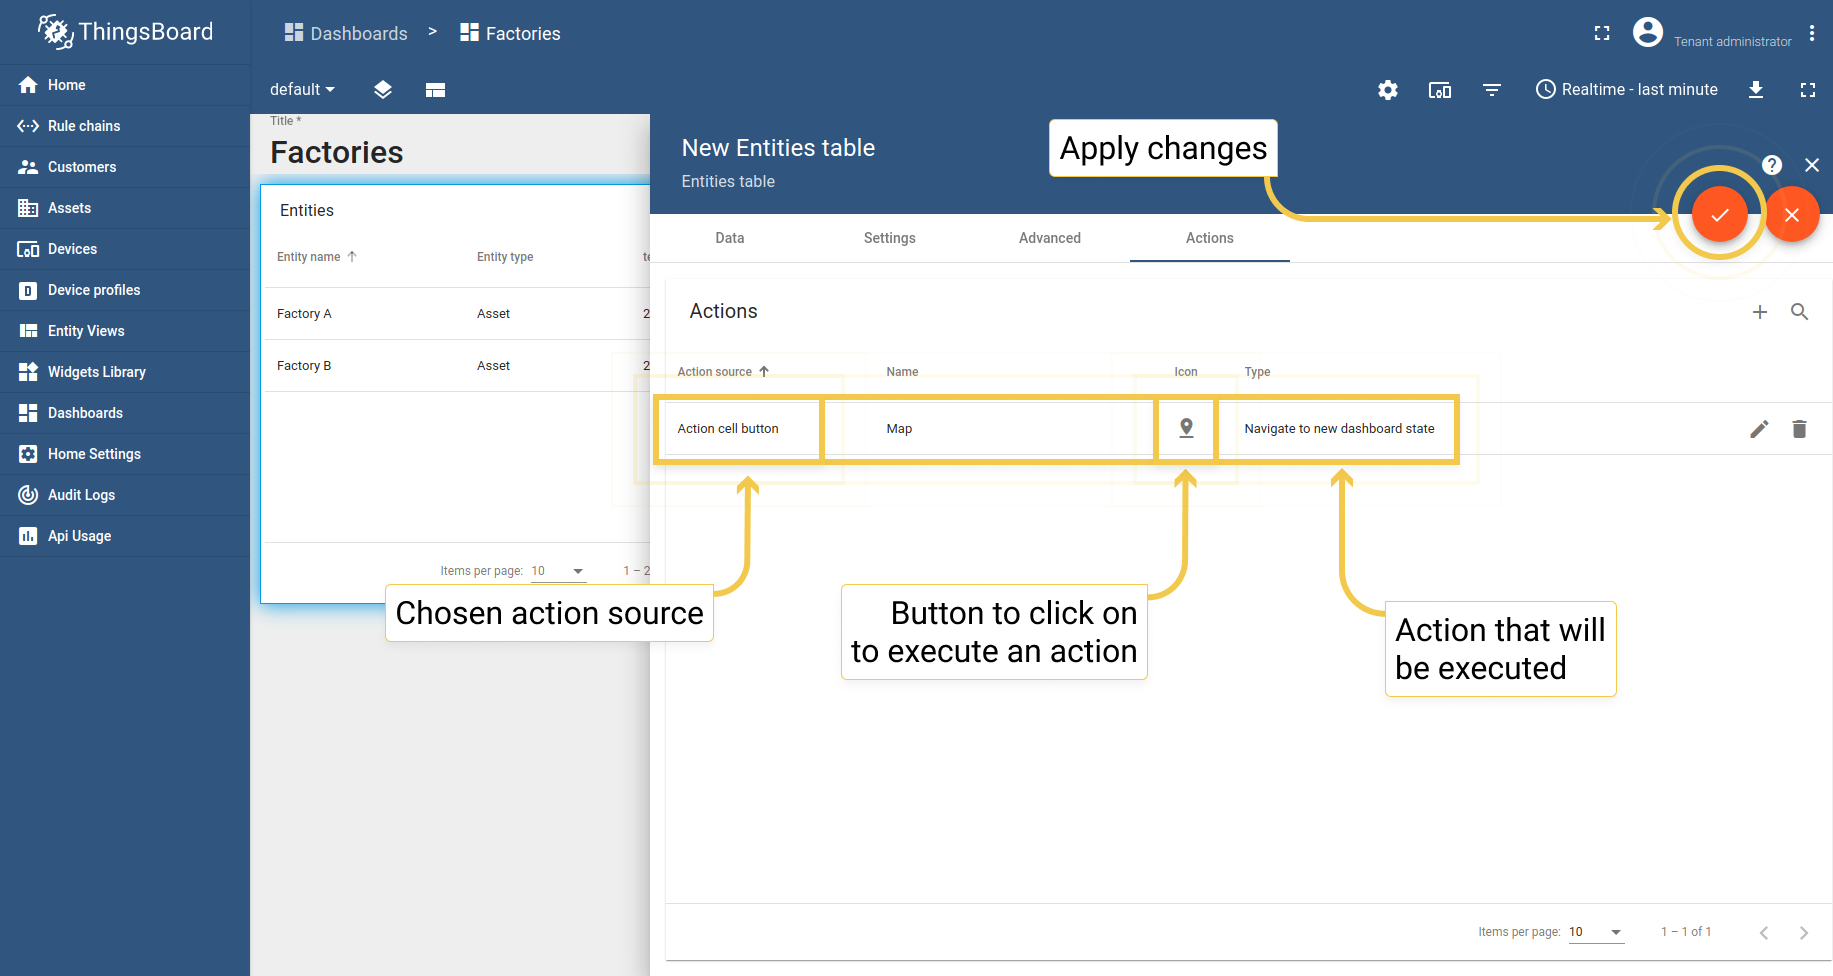 ThingsBoard
Dashboards > Factories
Tenant administrator
Home
Rule chains
Customers
Assets
Devices
Device profiles
Entity Views
Widgets Library
Dashboards
Home Settings
Audit Logs
Api Usage
default
Realtime - last minute
Title *
Factories
Entities
Entity name
Entity type
te
Factory A
Asset
2
Factory B
Asset
2
Items per page: 10
1 – 2
New Entities table
Entities table
Apply changes
Data
Settings
Advanced
Actions
Actions
Action source
Name
Icon
Type
Action cell button
Map
Navigate to new dashboard state
Chosen action source
Button to click on
to execute an action
Action that will
be executed
Items per page: 10
1 – 1 of 1